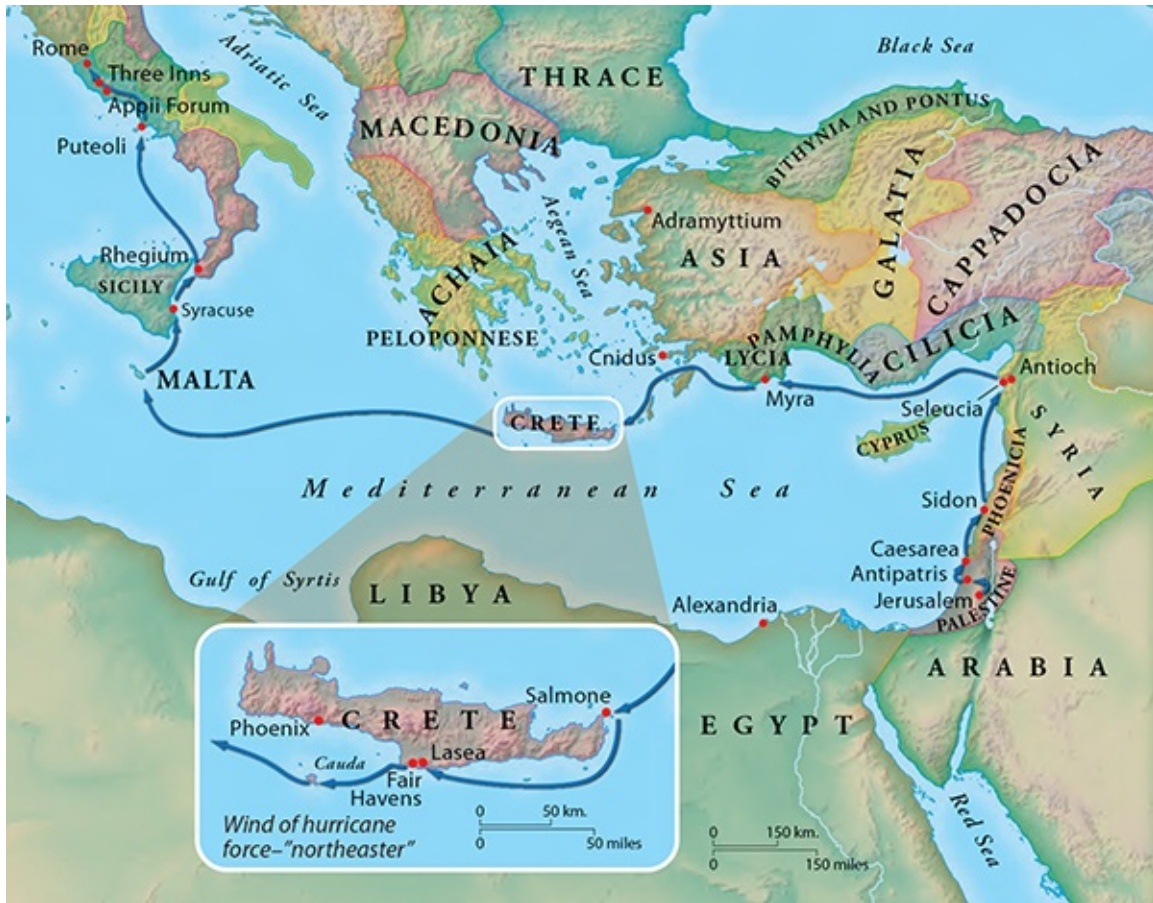 Rome
Three Inns
Appii Forum
Puteoli
Adriatic Sea
Black Sea
THRACE
MACEDONIA
BITHYNIA AND PONTUS
GALATIA
CAPPADOCIA
Adramyttium
ASIA
Aegean Sea
ACHAIA
PELOPONNESE
Rhegium
SICILY
Syracuse
MALTA
Cnidus
LYCIA
PAMPHYLIA
CILICIA
Myra
Antioch
Seleucia
CYPRUS
SYRIA
CRETE
Mediterranean Sea
Sidon
PHOENICIA
Caesarea
Antipatris
Jerusalem
PALESTINE
Gulf of Syrtis
LIBYA
Alexandria
EGYPT
ARABIA
Red Sea
Salmone
Phoenix
CRETE
Lasea
Cauda
Fair
Havens
Wind of hurricane
force–"northeaster"
0 50 km.
0 50 miles
0 150 km.
0 150 miles